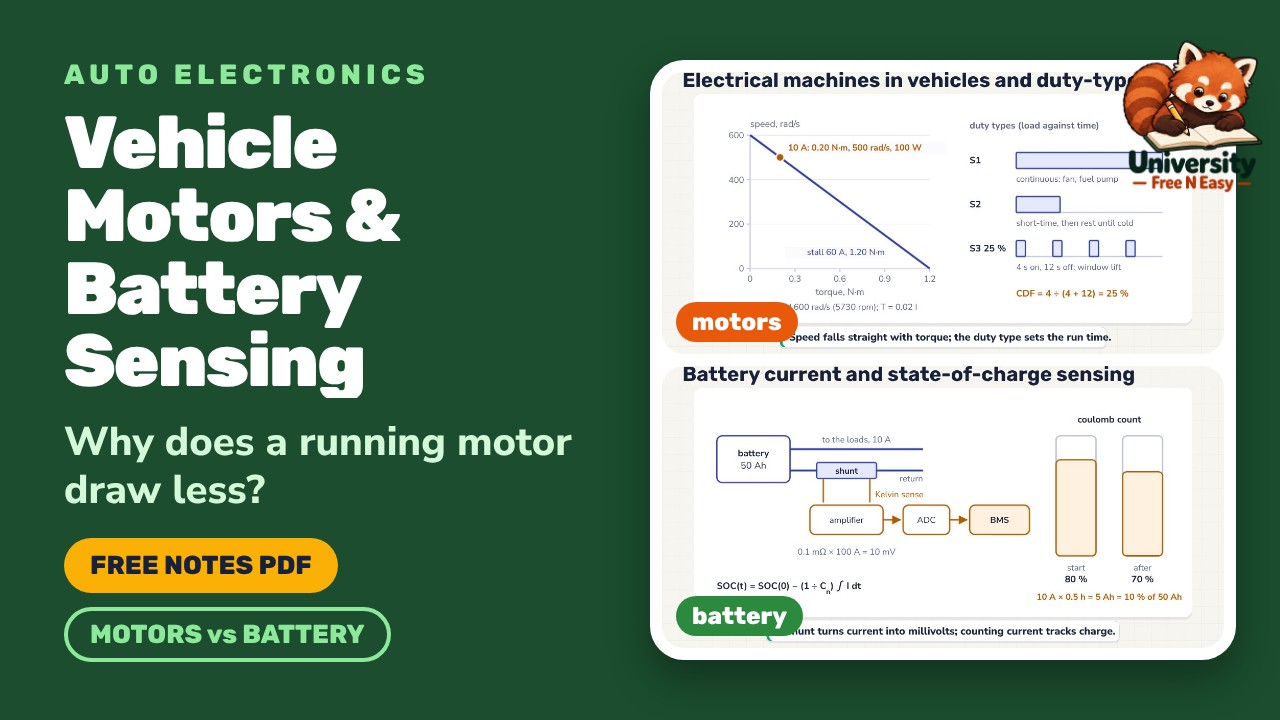 AUTO ELECTRONICS
Vehicle
Motors &
Battery
Sensing
Why does a running motor
draw less?
FREE NOTES PDF
MOTORS vs BATTERY
Electrical machines in vehicles and
speed, rad/s
600
400
200
0
0
0.3
0.6
0.9
1.2
10 A: 0.20 N·m, 500 rad/s, 100 W
stall 60 A, 1.20 N·m
torque, N·m
600 rad/s (5730 rpm); T = 0.02 I
duty types (load against time)
S1
continuous: fan, fuel pump
S2
short-time, then rest until cold
S3 25 %
4 s on, 12 s off: window lift
CDF = 4 ÷ (4 + 12) = 25 %
University
Free N Easy
motors
Speed falls straight with torque; the duty type sets the run time.
Battery current and state-of-charge sensing
battery
50 Ah
to the loads, 10 A
shunt
return
Kelvin sense
amplifier
ADC
BMS
0.1 mΩ × 100 A = 10 mV
SOC(t) = SOC(0) − (1 ÷ Cn) ∫ I dt
coulomb count
start
80 %
after
70 %
10 A × 0.5 h = 5 Ah = 10 % of 50 Ah
battery
turns current into millivolts; counting current tracks charge.